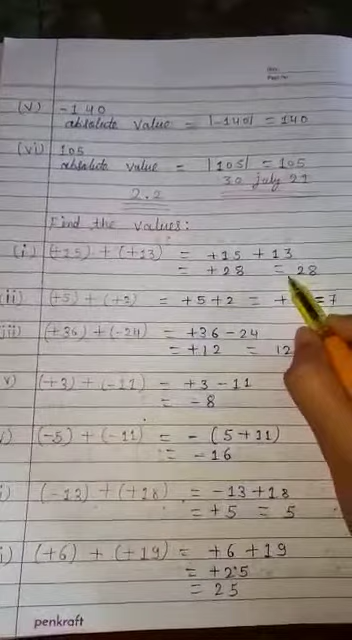 (v) -140
absolute value = |-140| = 140
(vi) 105
absolute value = |105| = 105
30 july 21
2.2
Find the values:
(i) (+15) + (+13) = +15 + 13
= +28 = 28
(ii) (+5) + (+2) = +5+2 = + = 7
(iii) (+36) + (-24) = +36 - 24
= +12 = 12
v) (+3) + (-11) = +3 - 11
= -8
) (-5) + (-11) = - (5+11)
= -16
i) (-13) + (+18) = -13 + 18
= +5 = 5
i) (+6) + (+19) = +6 + 19
= +25
= 25
penkraft